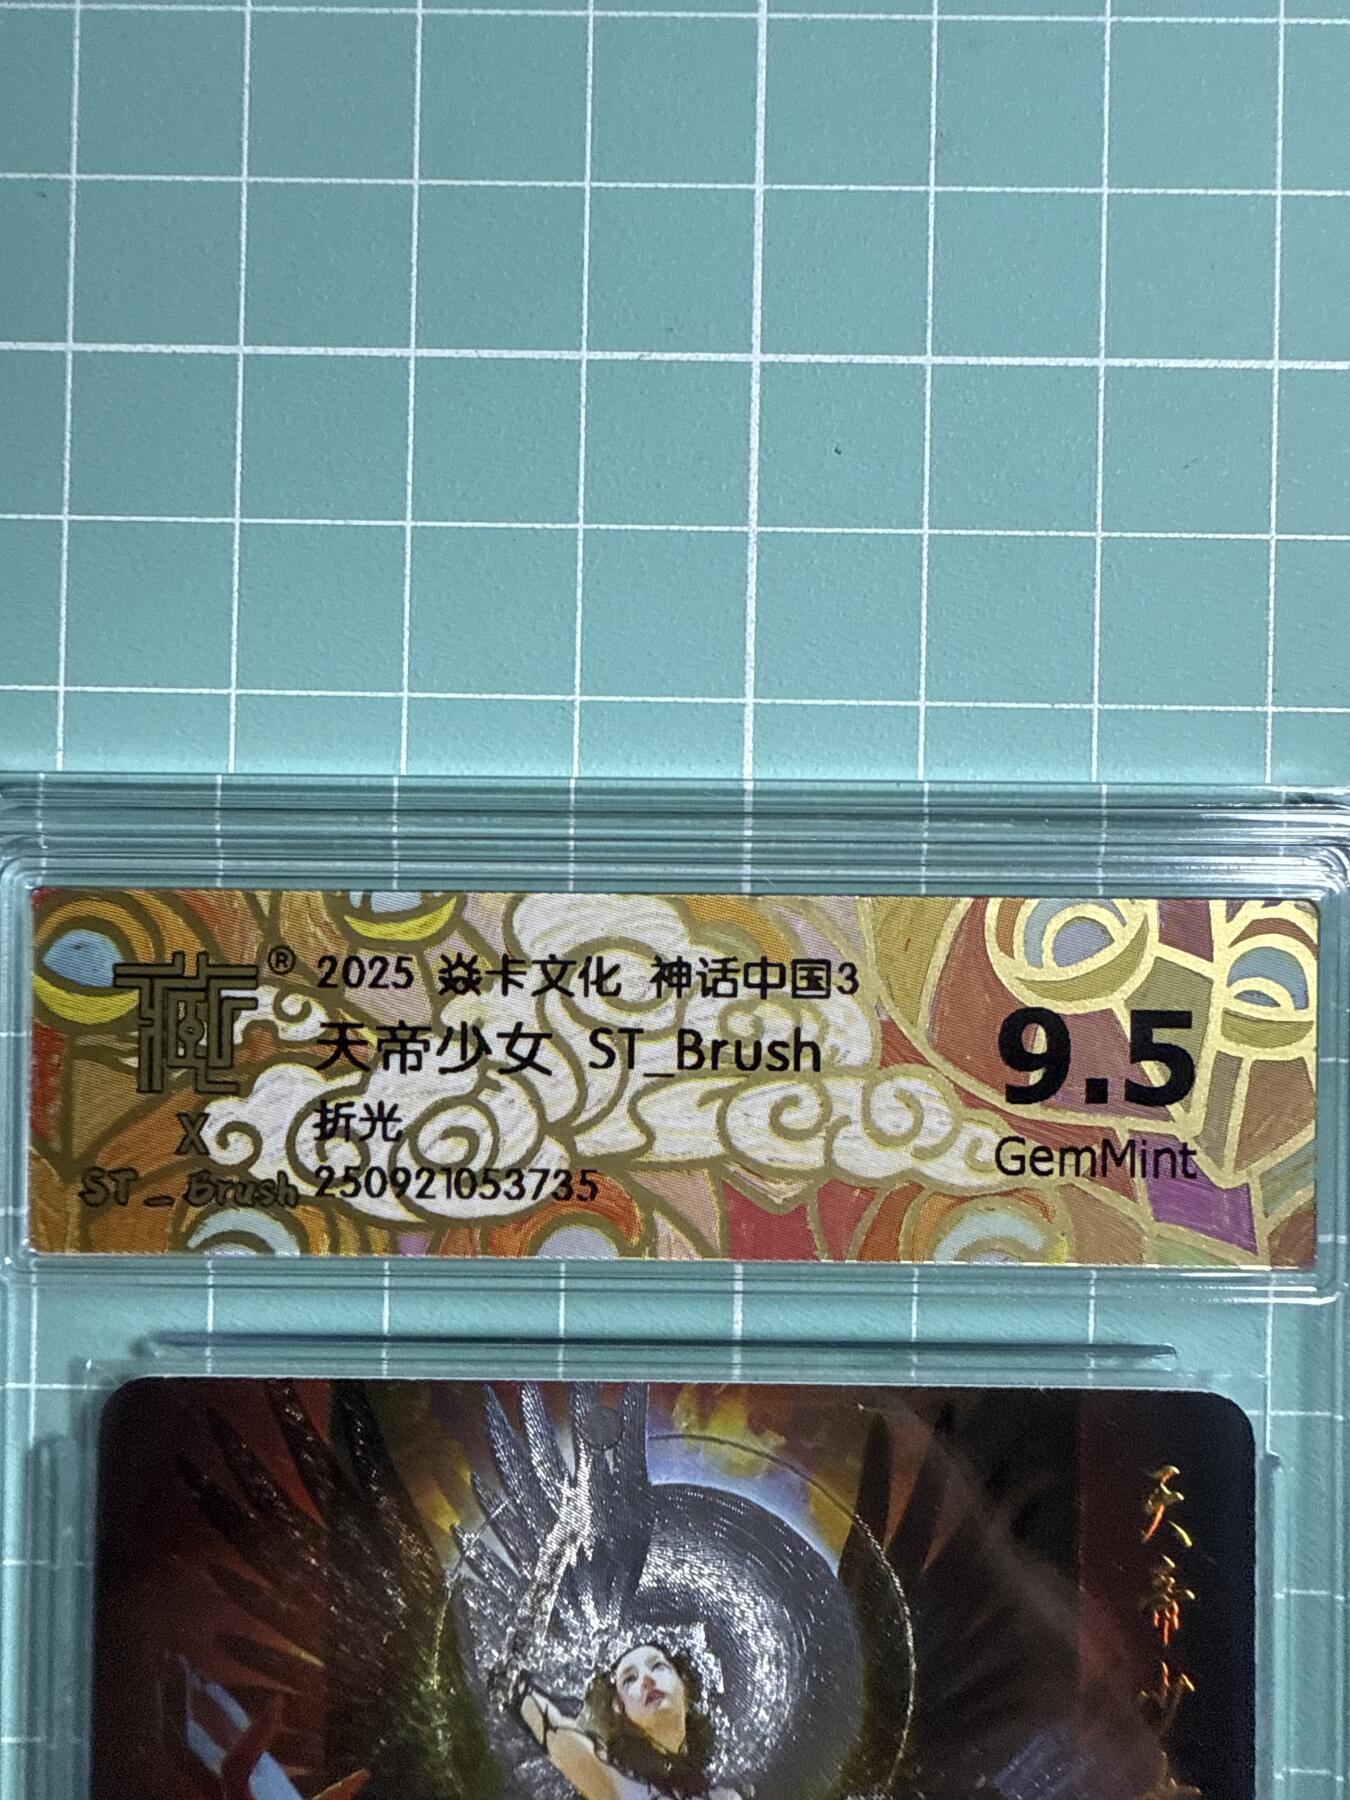 ®
2025 焱卡文化 神话中国3
天帝少女 ST_Brush
折光
250921053735
9.5
GemMint
X
ST_Brush
天帝少